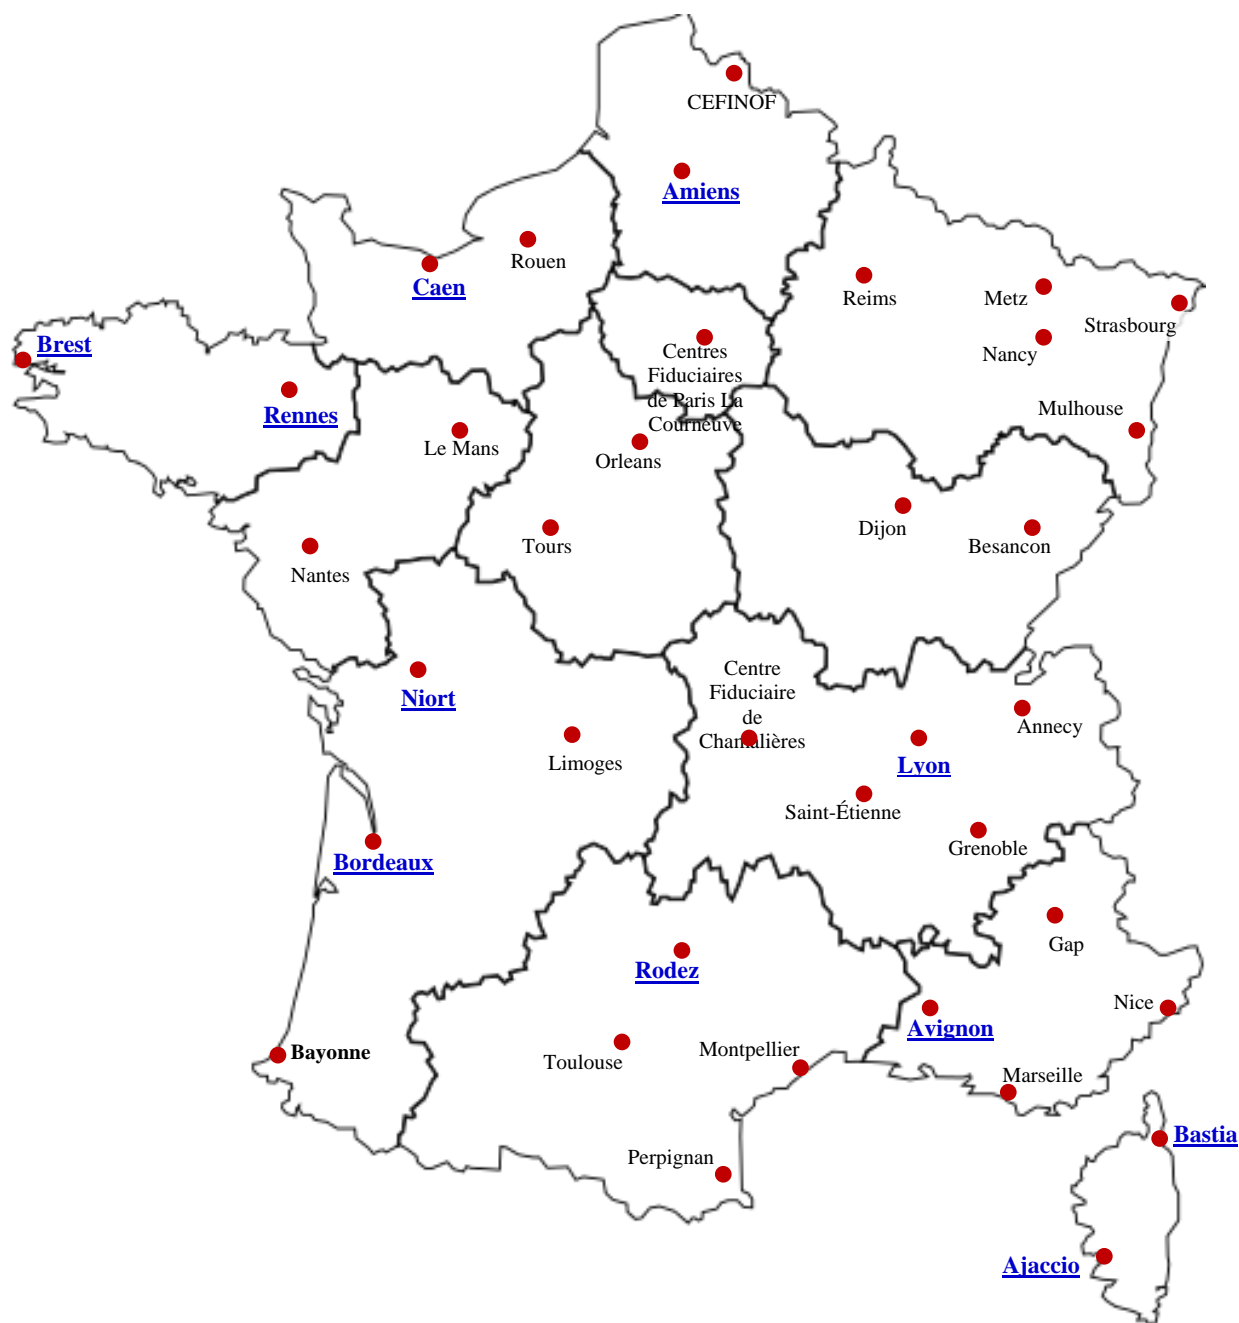 CEFINOF
Amiens
Rouen
Caen
Reims
Metz
Strasbourg
Brest
Centres
Fiduciaires
de Paris La
Courneuve
Nancy
Rennes
Mulhouse
Le Mans
Orleans
Dijon
Besancon
Tours
Nantes
Centre
Fiduciaire
de
Chamalières
Niort
Annecy
Limoges
Lyon
Saint-Étienne
Grenoble
Bordeaux
Gap
Rodez
Nice
Avignon
Bayonne
Toulouse
Montpellier
Marseille
Bastia
Perpignan
Ajaccio